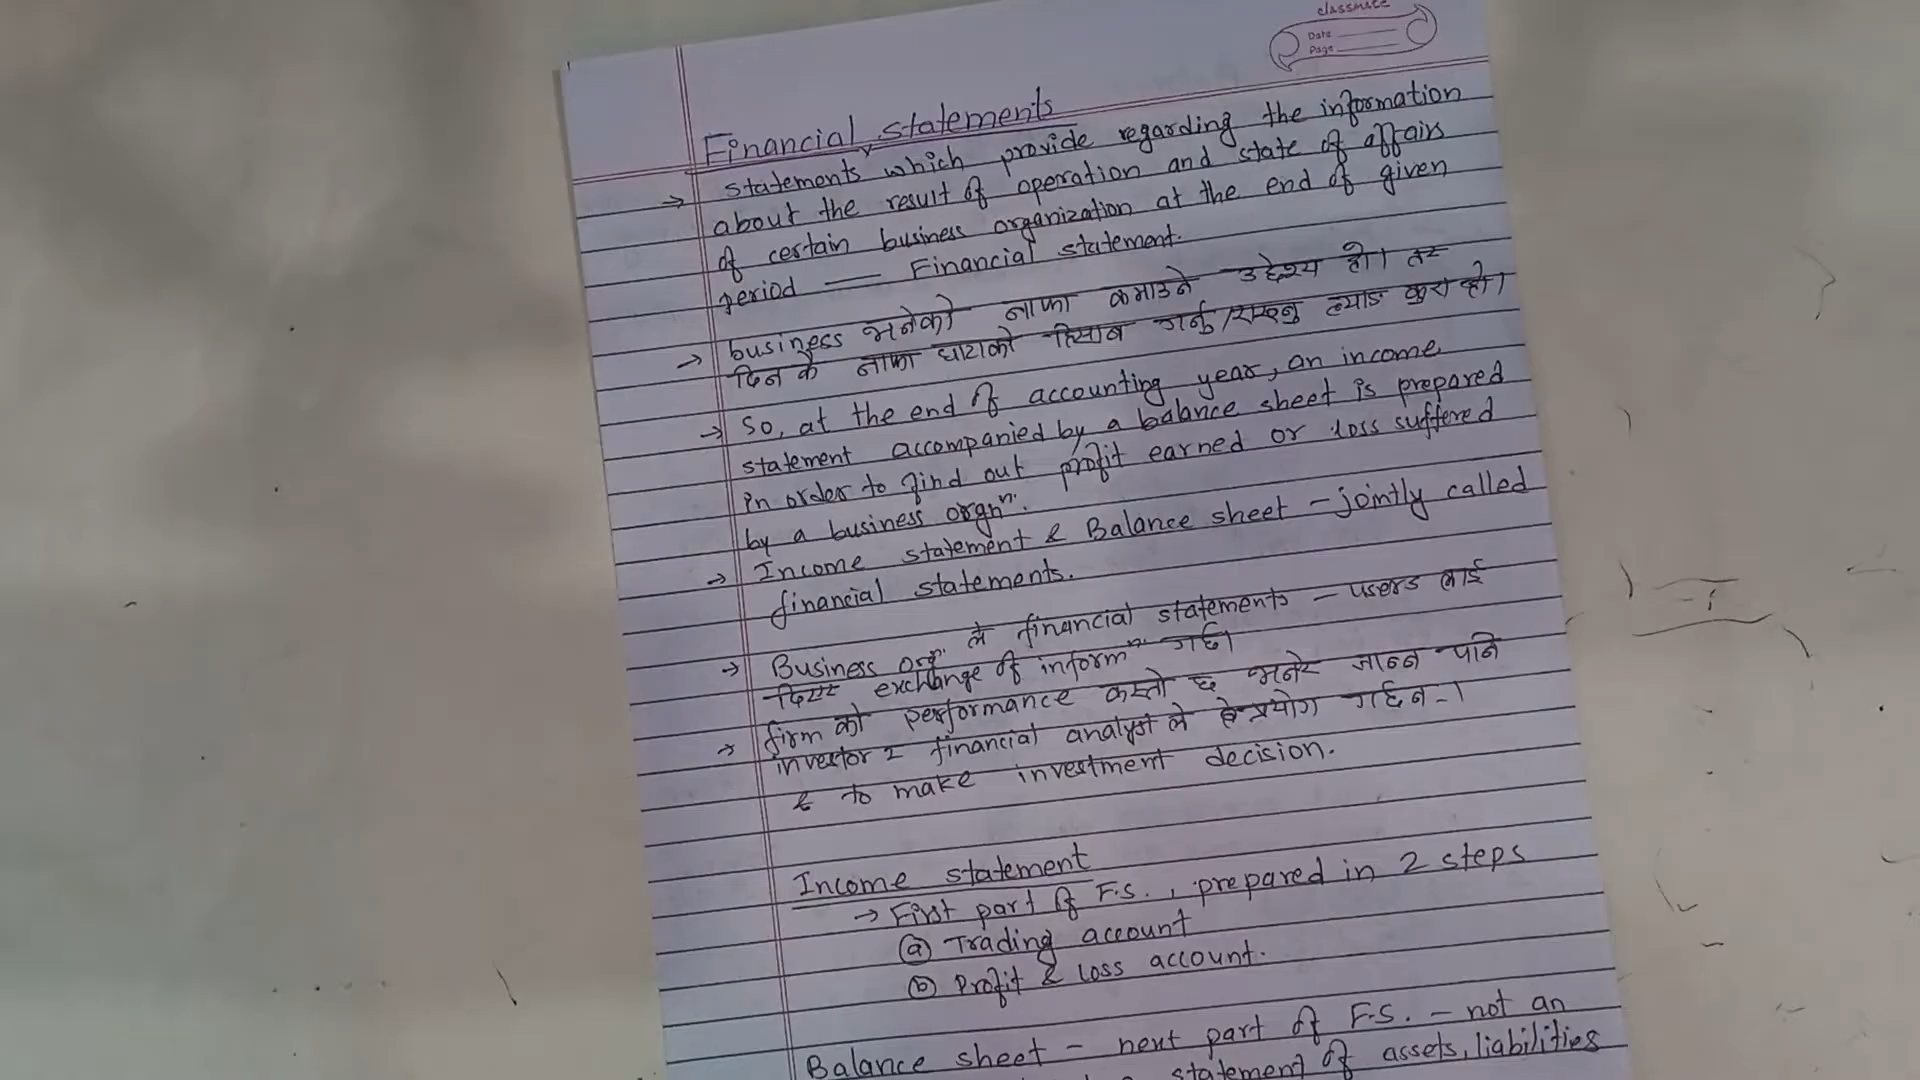 classmate
Date
Page
Financial statements
→ statements which provide regarding the information
about the result of operation and state of affairs
of certain business organization at the end of given
period — Financial statement.
→ business भनेको नाफा कमाउने उद्देश्य हो। तर
दिन कै नाफा घाटाको हिसाब गर्नु/राख्नु ल्याङ कुरा हो।
→ So, at the end of accounting year, an income
statement accompanied by a balance sheet is prepared
in order to find out profit earned or loss suffered
by a business orgnⁿ.
→ Income statement & Balance sheet - jointly called
financial statements.
→ Business orgⁿ. ले financial statements - users लाई
दिएर exchange of informⁿ गर्छ।
→ firm को performance कस्तो छ भनेर जान्न पनि
investor र financial analyst ले प्रयोग गर्छन -।
& to make investment decision.
Income statement
→ First part of F.S., prepared in 2 steps
(a) Trading account
(b) Profit & loss account.
Balance sheet - next part of F.S. - not an
statement of assets, liabilities